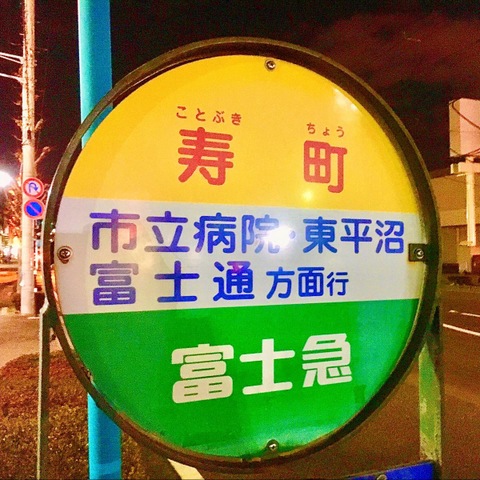 ことぶき ちょう
寿 町
市立病院・東平沼
富士通 方面行
富士急